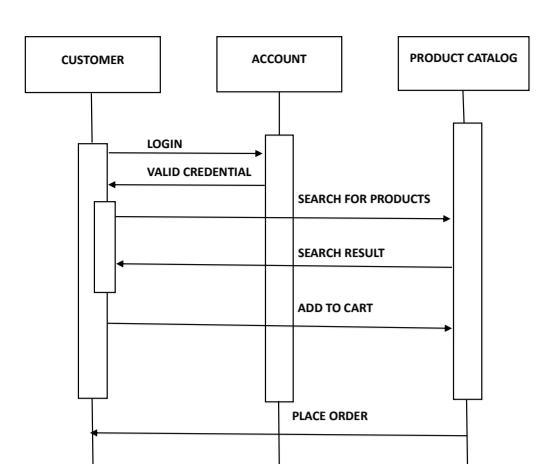 CUSTOMER
ACCOUNT
PRODUCT CATALOG
LOGIN
VALID CREDENTIAL
SEARCH FOR PRODUCTS
SEARCH RESULT
ADD TO CART
PLACE ORDER